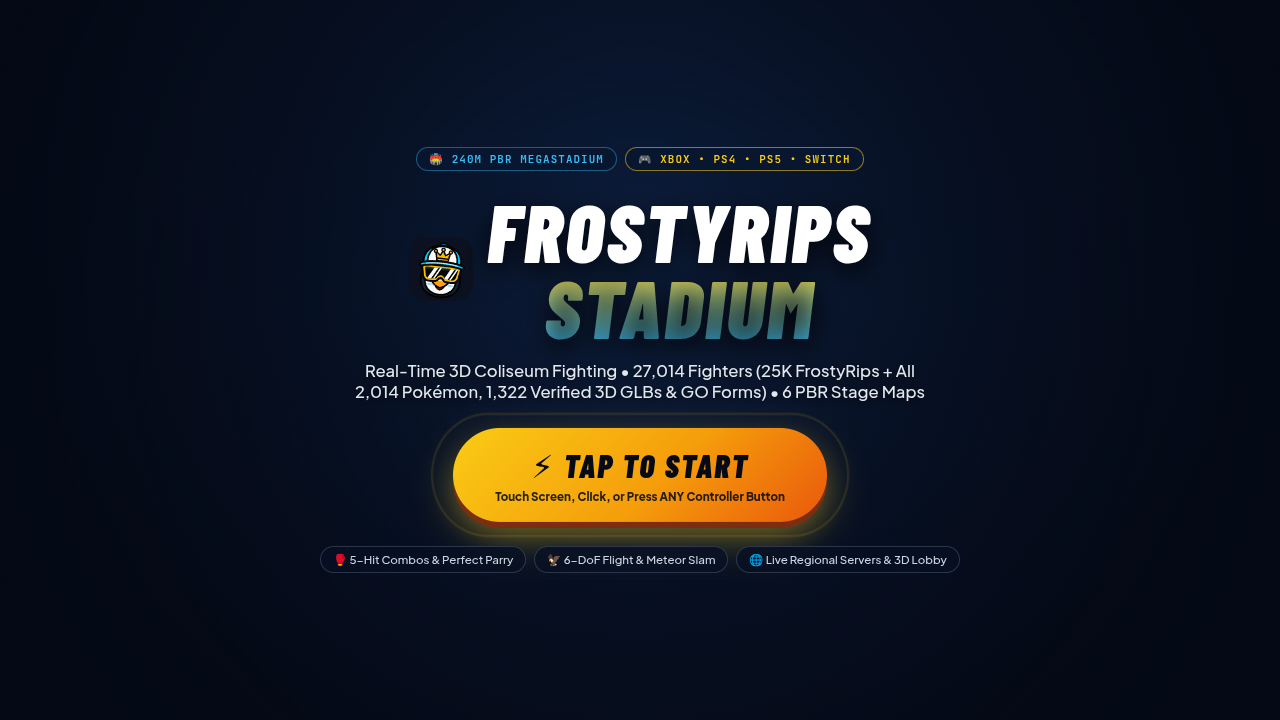 240M PBR MEGASTADIUM
XBOX • PS4 • PS5 • SWITCH
FROSTYRIPS
STADIUM
Real-Time 3D Coliseum Fighting • 27,014 Fighters (25K FrostyRips + All
2,014 Pokémon, 1,322 Verified 3D GLBs & GO Forms) • 6 PBR Stage Maps
⚡ TAP TO START
Touch Screen, Click, or Press ANY Controller Button
5-Hit Combos & Perfect Parry
6-DoF Flight & Meteor Slam
Live Regional Servers & 3D Lobby